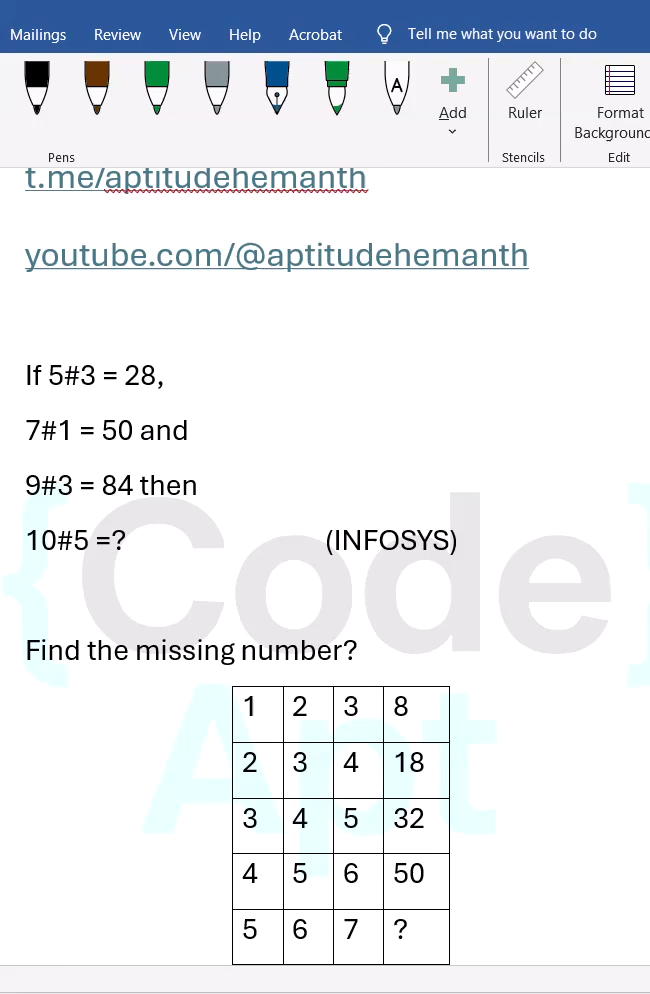 Mailings Review View Help Acrobat Tell me what you want to do
A
Add Ruler Format
Background
Pens Stencils Edit
t.me/aptitudehemanth
youtube.com/@aptitudehemanth
If 5#3 = 28,
7#1 = 50 and
9#3 = 84 then
10#5 =? (INFOSYS)
{Code}
Apt
Find the missing number?
1 2 3 8
2 3 4 18
3 4 5 32
4 5 6 50
5 6 7 ?